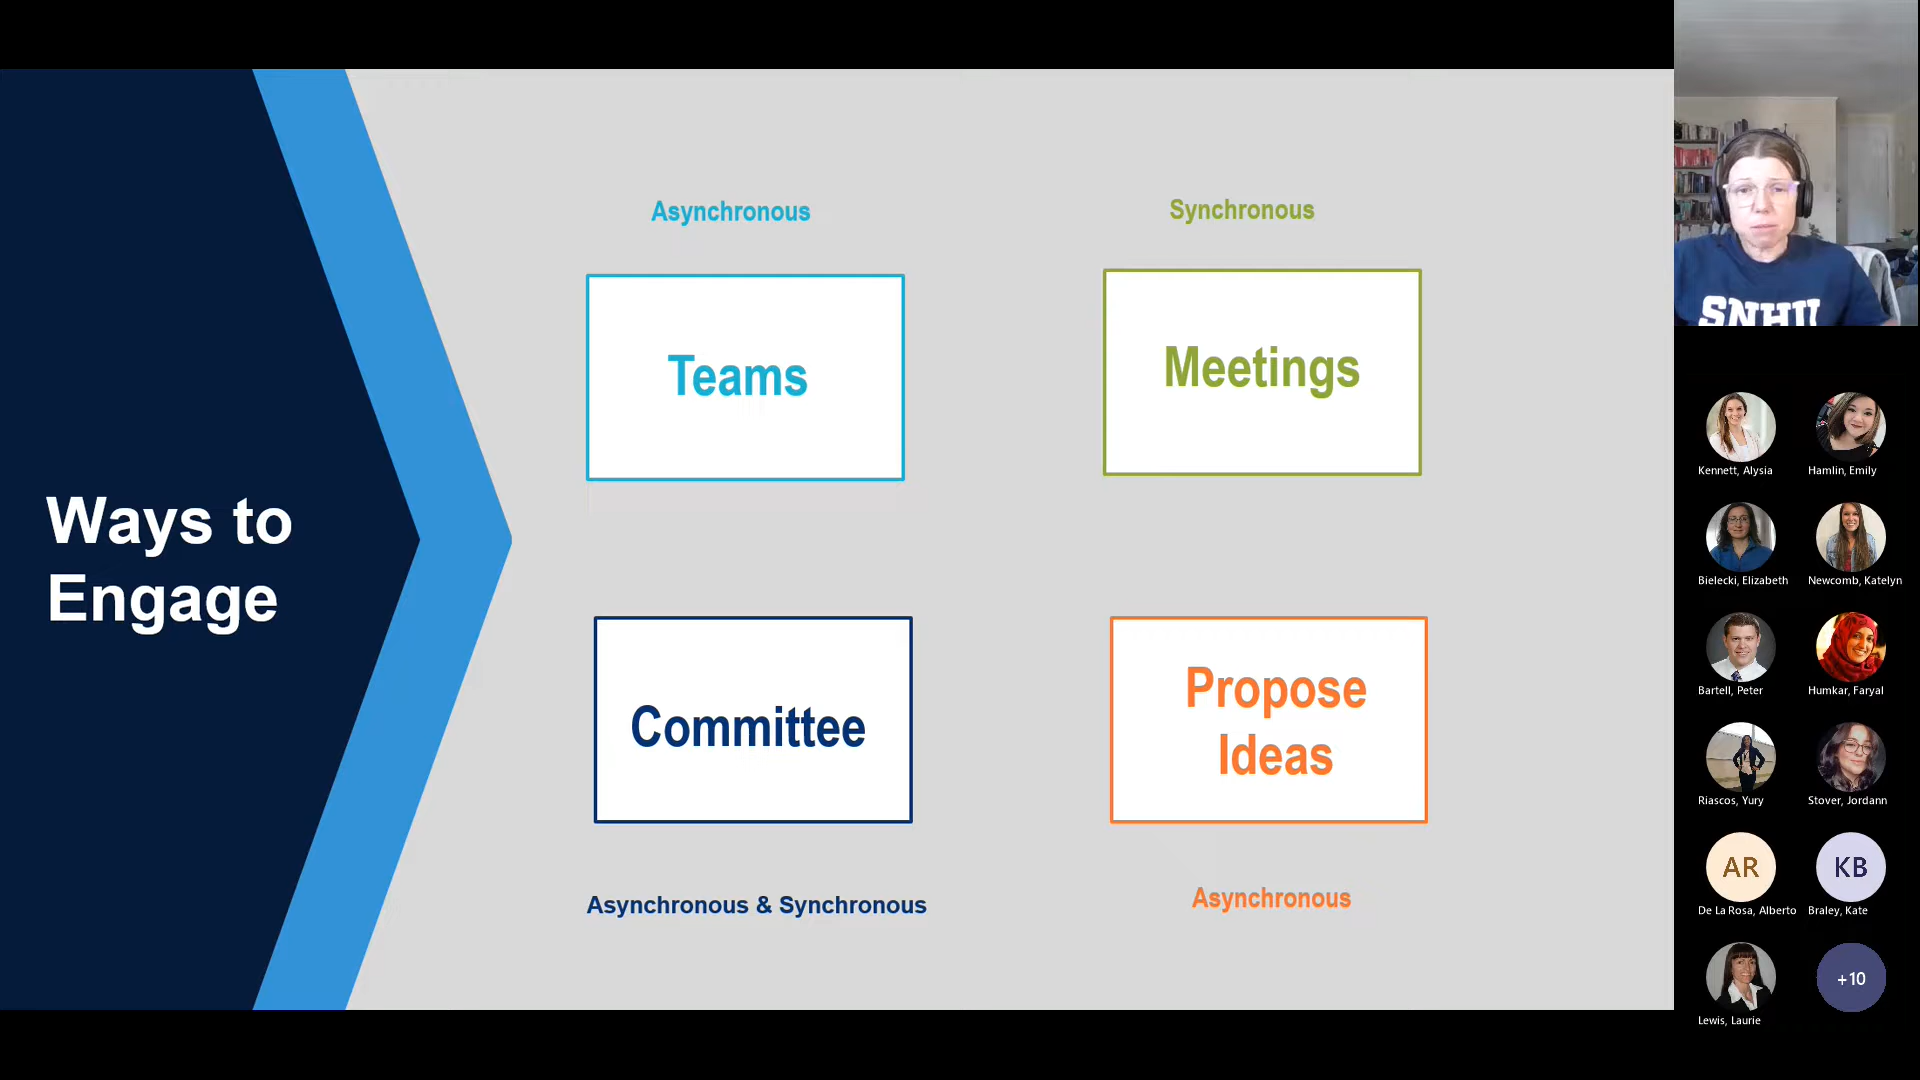 Ways to
Engage
Asynchronous
Teams
Synchronous
Meetings
Committee
Asynchronous & Synchronous
Propose
Ideas
Asynchronous
SNHU
Kennett, Alysia
Hamlin, Emily
Bielecki, Elizabeth
Newcomb, Katelyn
Bartell, Peter
Humkar, Faryal
Riascos, Yury
Stover, Jordann
AR
De La Rosa, Alberto
KB
Braley, Kate
Lewis, Laurie
+10